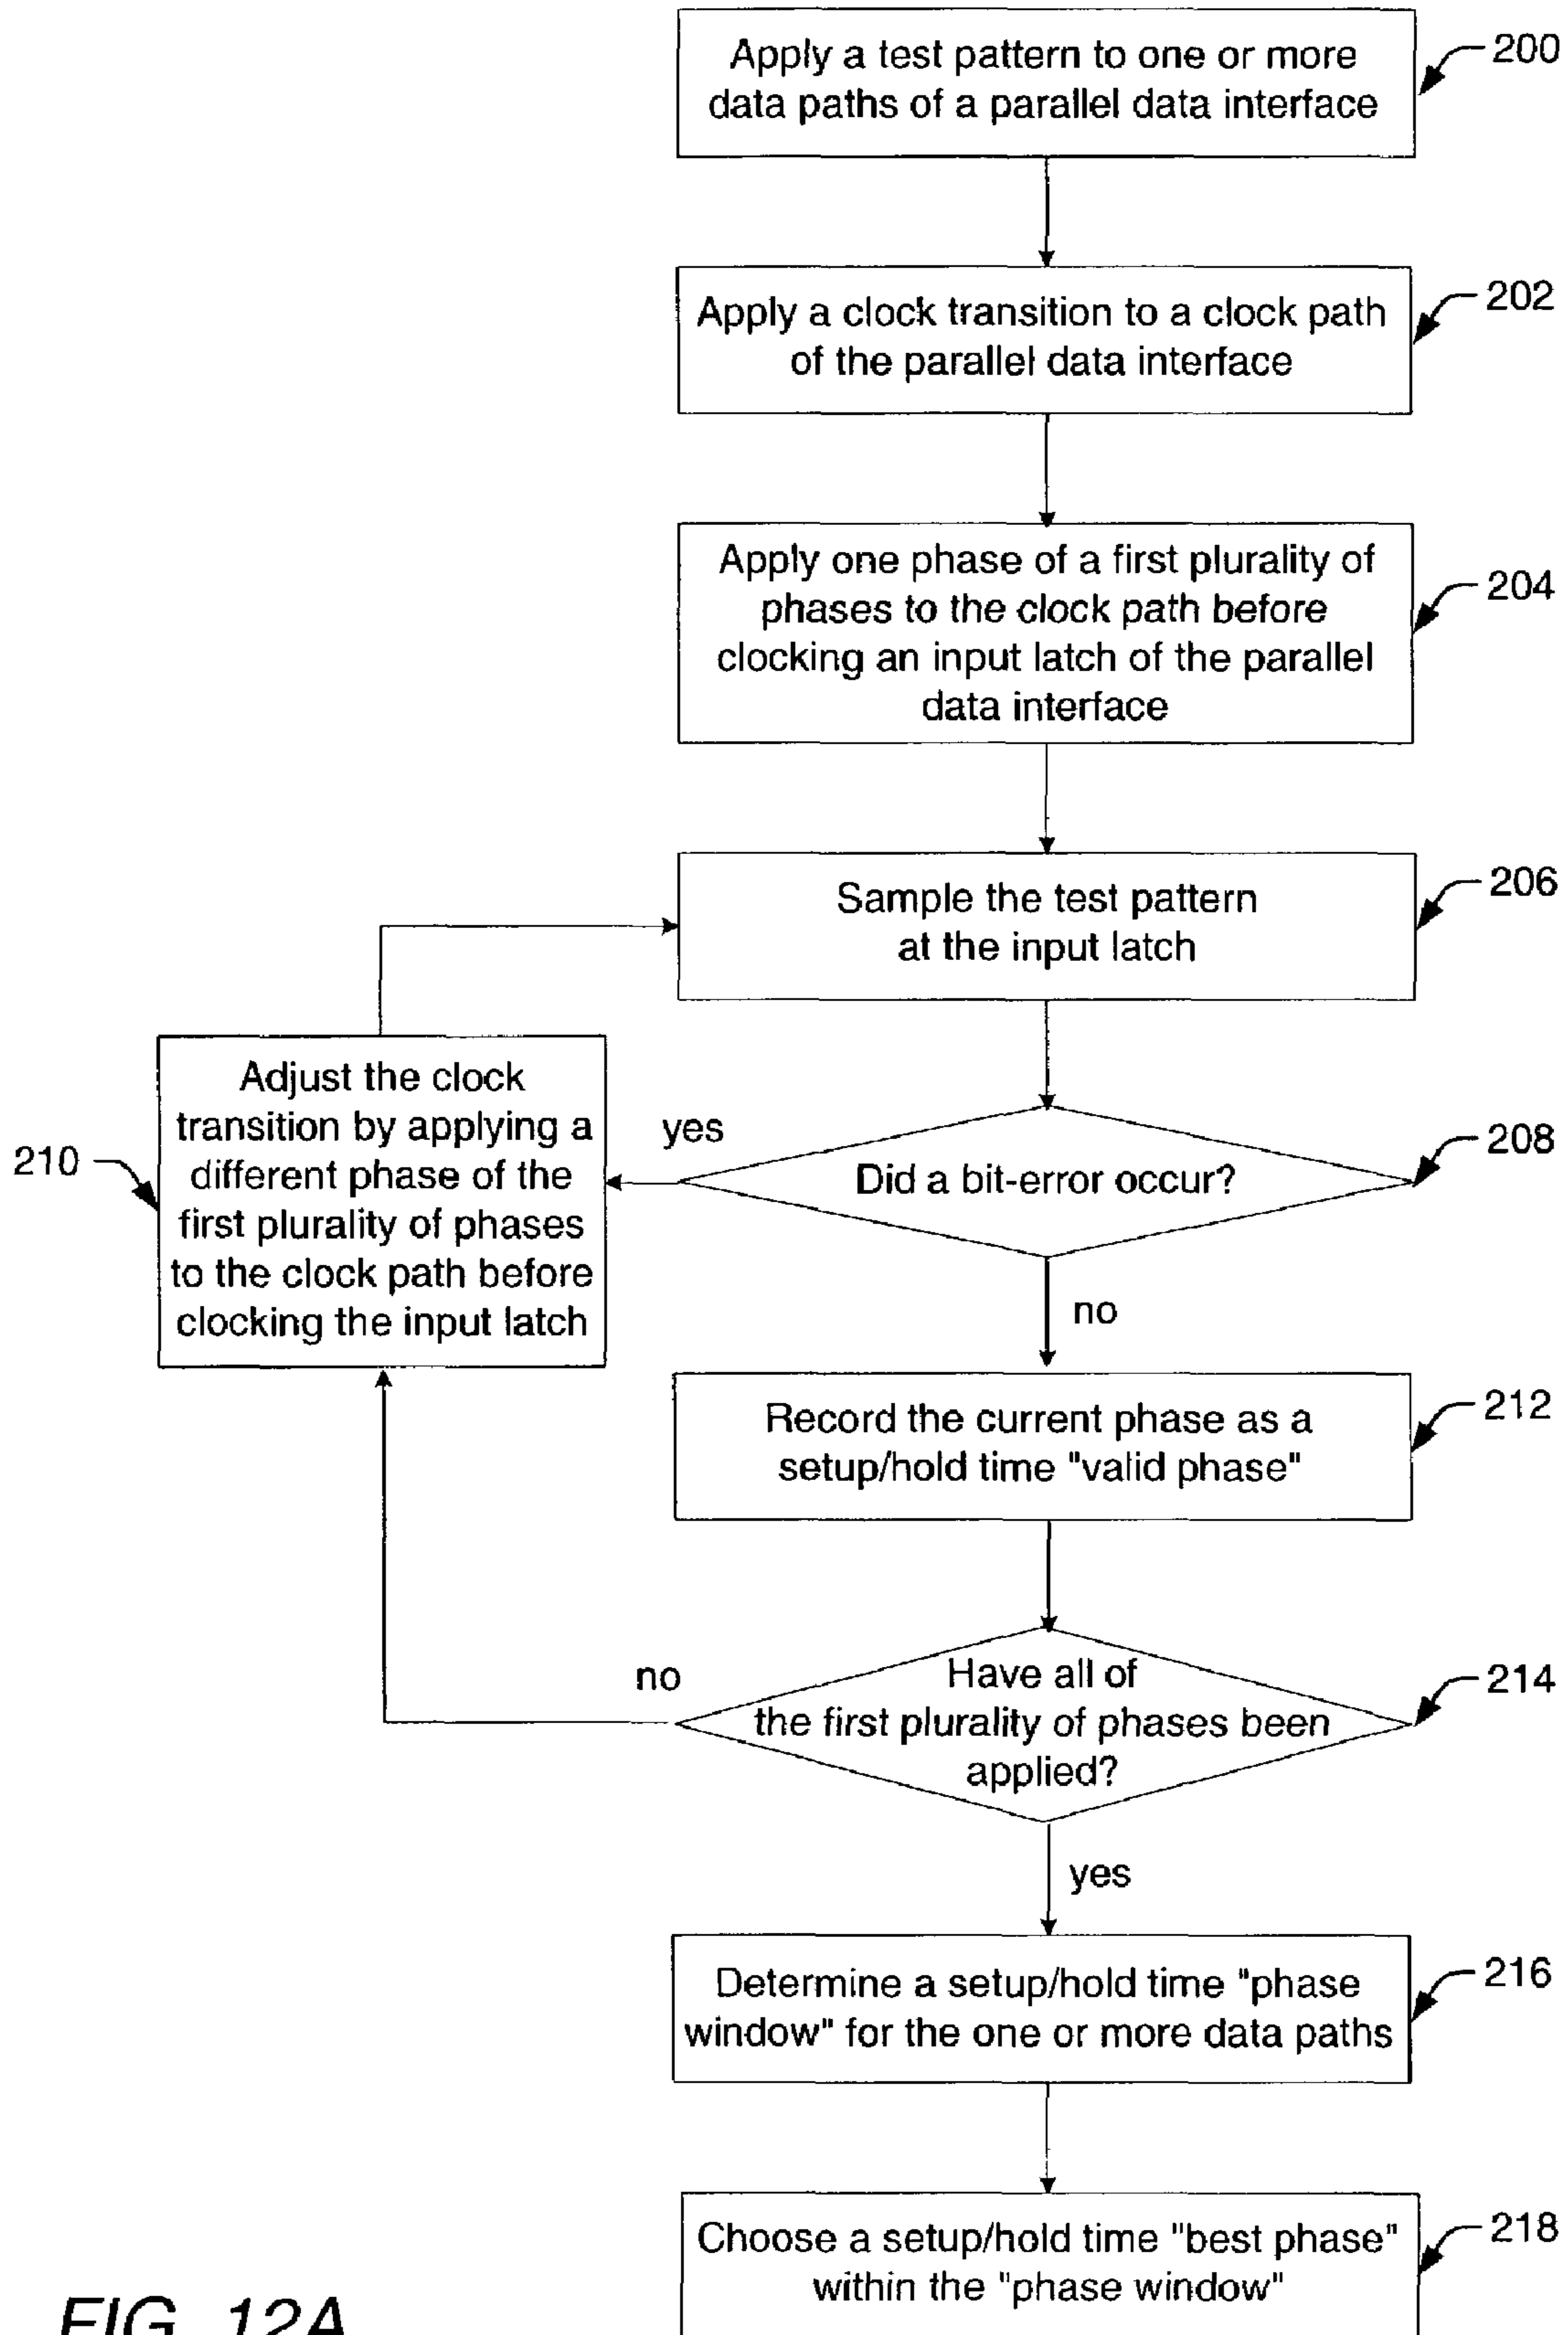 Apply a test pattern to one or more
data paths of a parallel data interface
200
Apply a clock transition to a clock path
of the parallel data interface
202
Apply one phase of a first plurality of
phases to the clock path before
clocking an input latch of the parallel
data interface
204
Sample the test pattern
at the input latch
206
Adjust the clock
transition by applying a
different phase of the
first plurality of phases
to the clock path before
clocking the input latch
210
yes
Did a bit-error occur?
208
no
Record the current phase as a
setup/hold time "valid phase"
212
no
Have all of
the first plurality of phases been
applied?
214
yes
Determine a setup/hold time "phase
window" for the one or more data paths
216
Choose a setup/hold time "best phase"
within the "phase window"
218
FIG. 12A